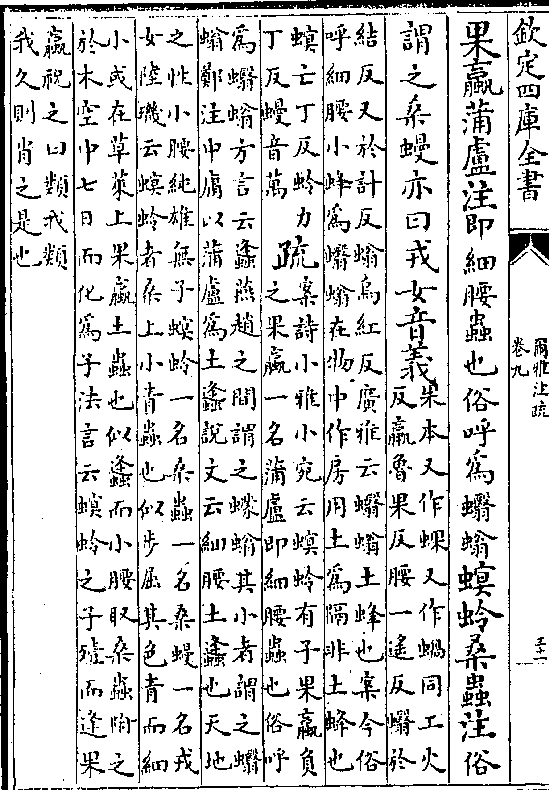 欽定四庫全書
爾雅注疏
卷九
果蠃蒲盧注即細腰蟲也俗呼為蠮螉螟蛉桑蟲注俗
謂之桑蟃亦曰戎女音義
果本又作蜾又作蝸同工火
反蠃魯果反腰一遙反蠮於
結反又於計反螉烏紅反廣雅云蠮螉土蜂也案今俗
呼細腰小蜂為蠮螉在物中作房用土為隔非土蜂也
螟亡丁反蛉力
丁反蟃音萬
疏
案詩小雅小宛云螟蛉有子果蠃負
之果蠃一名蒲盧即細腰蟲也俗呼
為蠮螉方言云蠭燕趙之間謂之蠓螉其小者謂之蠮
螉鄭注中庸以蒲盧為土蠭說文云細腰土蠭也天地
之性小腰純雄無子螟蛉一名桑蟲一名桑蟃一名戎
女陸璣云螟蛉者桑上小青蟲也似步屈其色青而細
小或在草萊上果蠃土蟲也似蠭而小腰取桑蟲附之
於木空中七日而化為子法言云螟蛉之子殪而逢果
蠃祝之曰類我類
我久則肖之是也